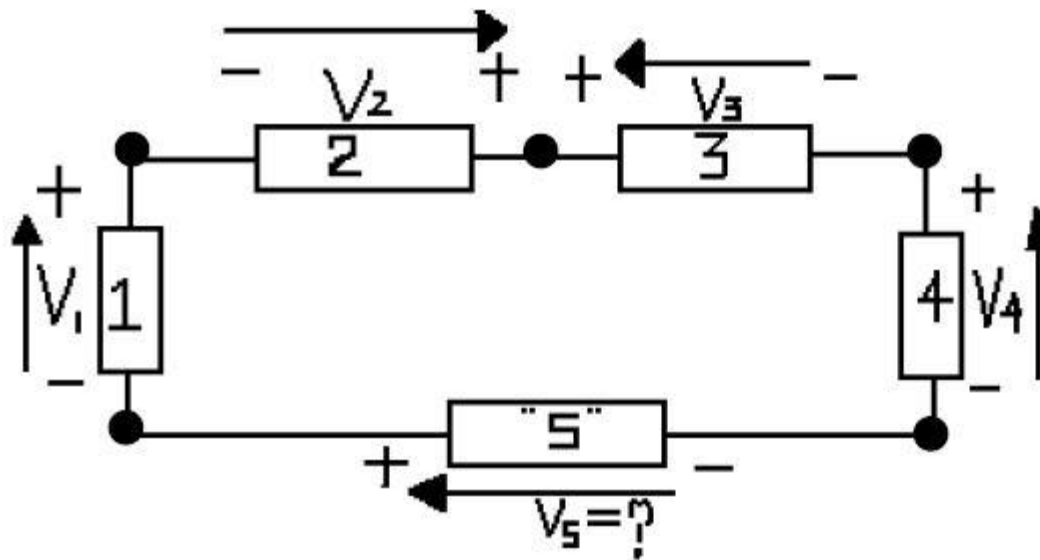 - + + -
V2 V3
2 3
+ +
V1 1 4 V4
- -
"5"
+ -
V5=?